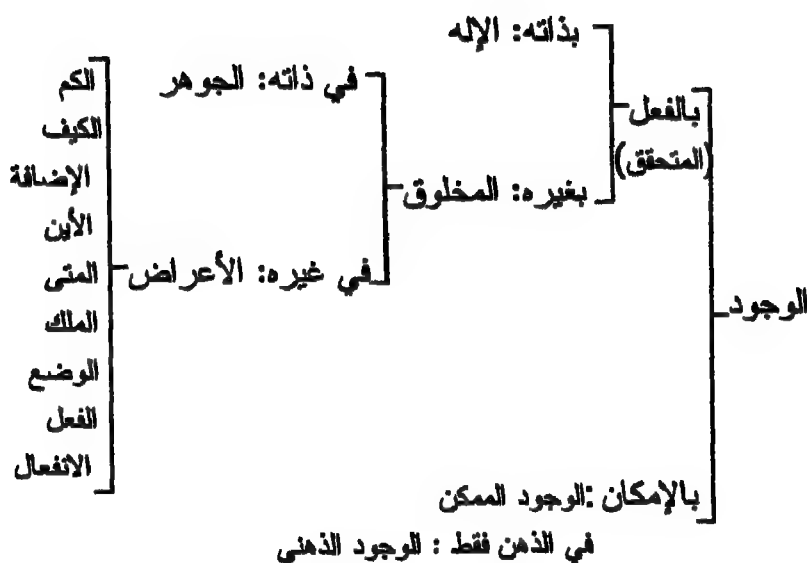 الوجود
بالفعل
(المتحقق)
بذاته: الإله
بغيره: المخلوق
في ذاته: الجوهر
في غيره: الأعراض
الكم
الكيف
الإضافة
الأين
المتى
الملك
الوضع
الفعل
الانفعال
بالإمكان: الوجود الممكن
في الذهن فقط : الوجود الذهنى